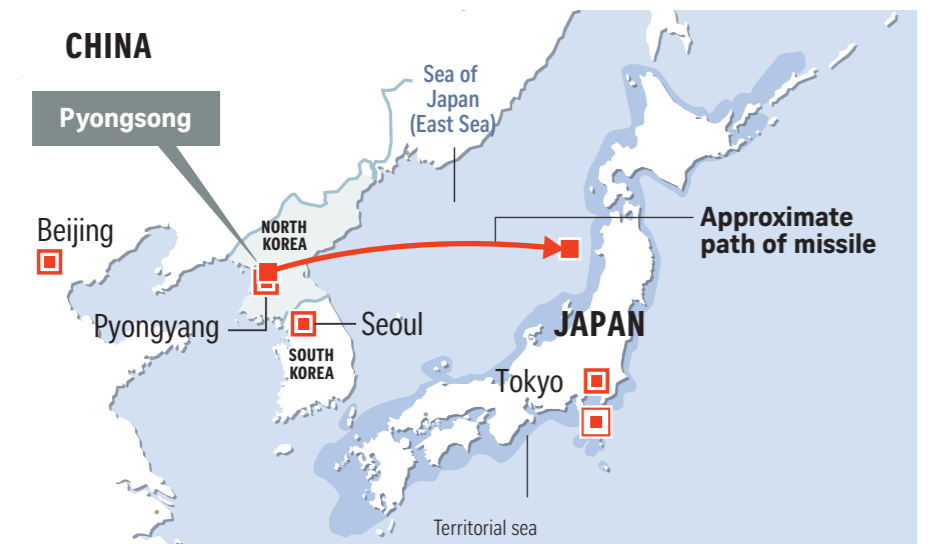 CHINA
Sea of
Japan
(East Sea)
Pyongsong
Beijing
NORTH
KOREA
Approximate
path of missile
Pyongyang
Seoul
JAPAN
SOUTH
KOREA
Tokyo
Territorial sea